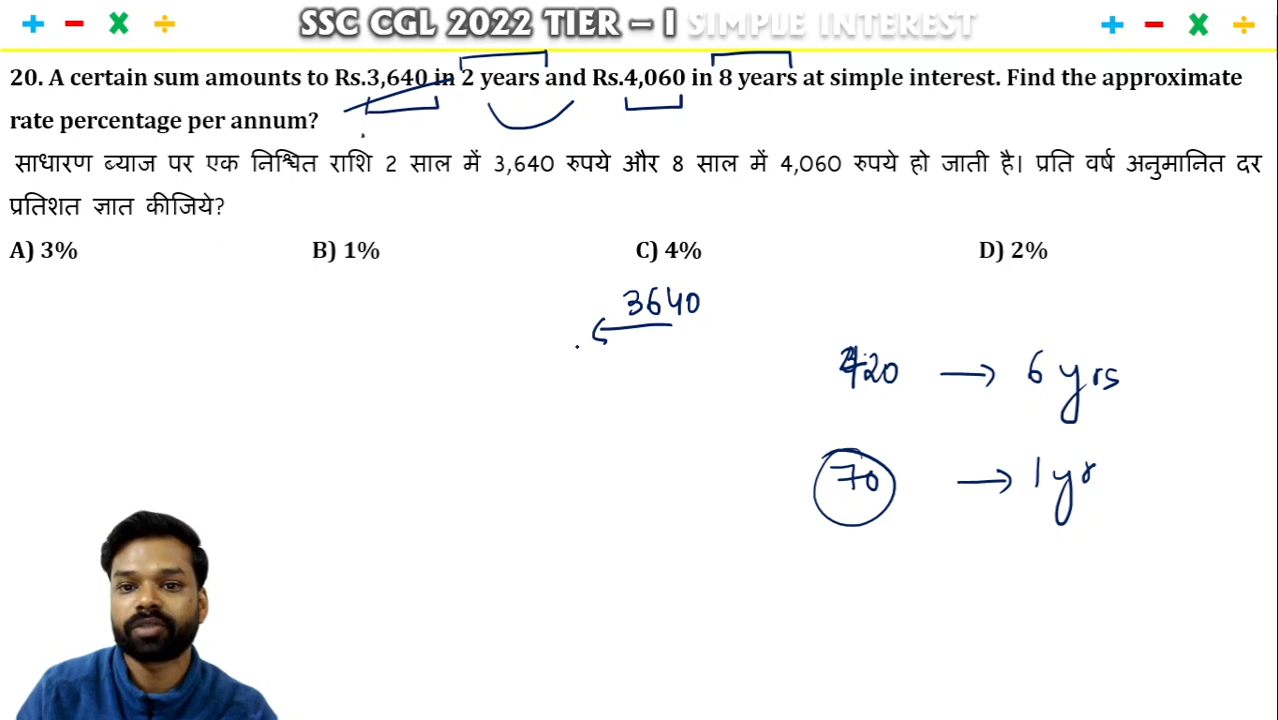 + - × ÷ SSC CGL 2022 TIER – I SIMPLE INTEREST + - × ÷
20. A certain sum amounts to Rs.3,640 in 2 years and Rs.4,060 in 8 years at simple interest. Find the approximate
rate percentage per annum?
साधारण ब्याज पर एक निश्चित राशि 2 साल में 3,640 रुपये और 8 साल में 4,060 रुपये हो जाती है। प्रति वर्ष अनुमानित दर
प्रतिशत ज्ञात कीजिये?
A) 3% B) 1% C) 4% D) 2%
3640
420 → 6 yrs
70 → 1 yr